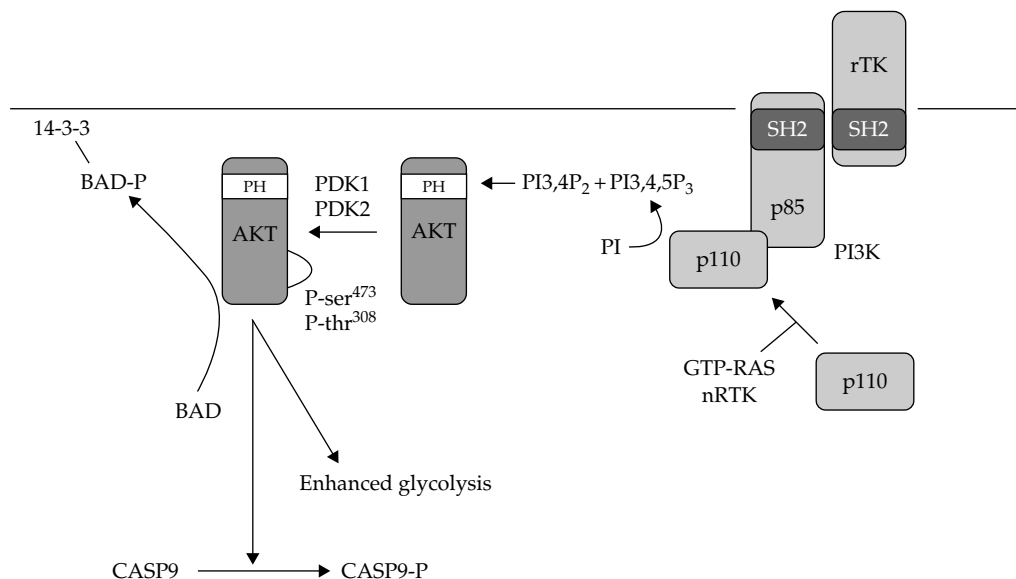 rTK
14-3-3
SH2
SH2
BAD-P
PH
PDK1
PDK2
PH
PI3,4P₂ + PI3,4,5P₃
AKT
AKT
p85
PI
p110
PI3K
P-ser⁴⁷³
P-thr³⁰⁸
GTP-RAS
nRTK
p110
BAD
Enhanced glycolysis
CASP9
CASP9-P